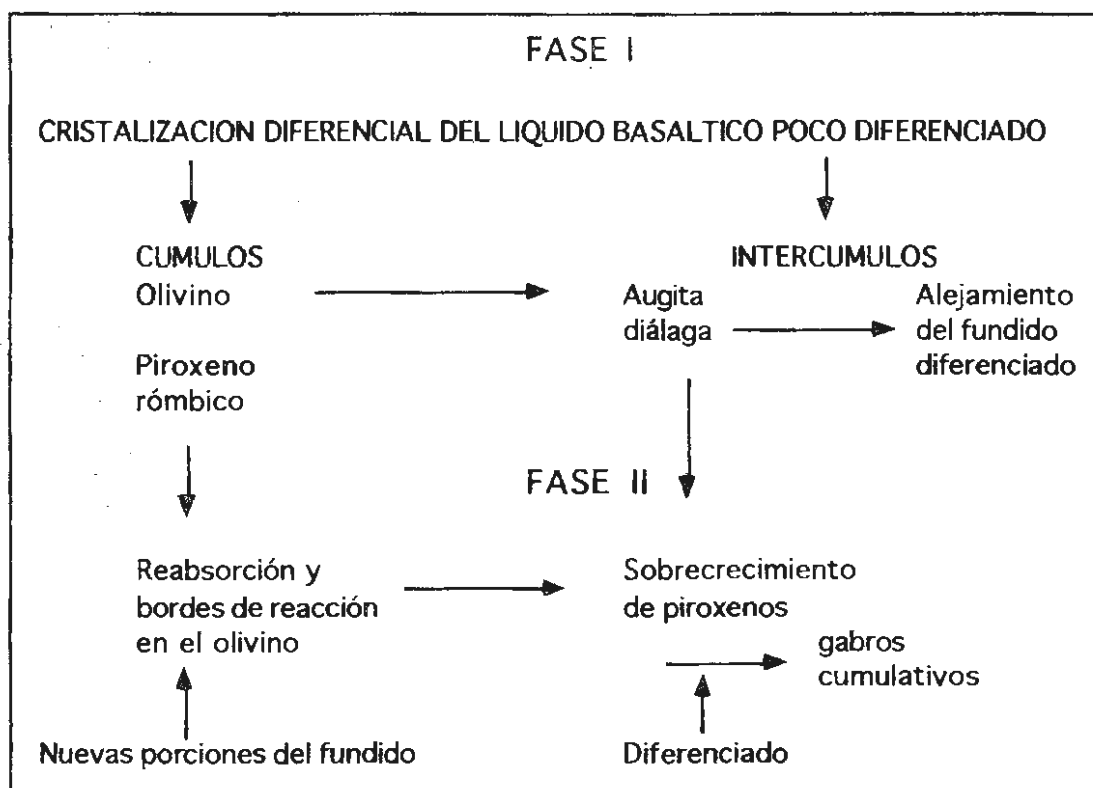 FASE I
CRISTALIZACION DIFERENCIAL DEL LIQUIDO BASALTICO POCO DIFERENCIADO
CUMULOS
Olivino
Piroxeno
rómbico
INTERCUMULOS
Augita
diálaga
Alejamiento
del fundido
diferenciado
FASE II
Reabsorción y
bordes de reacción
en el olivino
Sobrecrecimiento
de piroxenos
gabros
cumulativos
Nuevas porciones del fundido
Diferenciado